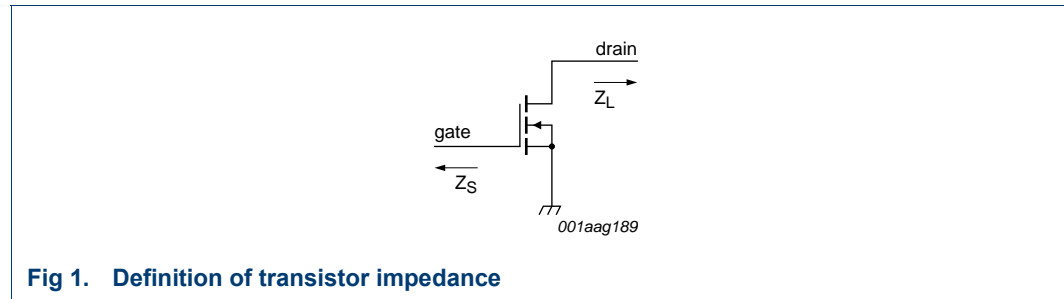 drain
Z_L
gate
Z_S
001aag189
Fig 1. Definition of transistor impedance